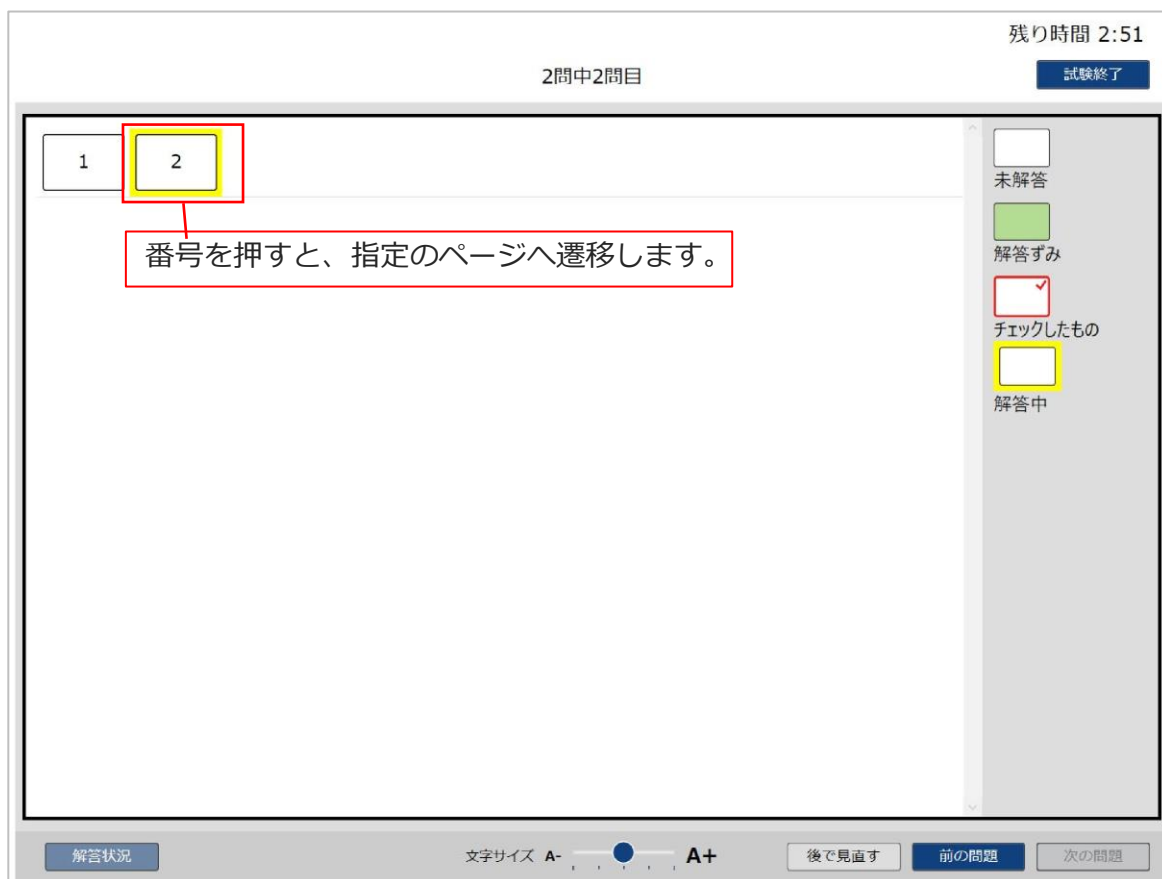 残り時間 2:51
2問中2問目
試験終了
1 2
番号を押すと、指定のページへ遷移します。
未解答
解答ずみ
チェックしたもの
解答中
解答状況 文字サイズ A- A+ 後で見直す 前の問題 次の問題